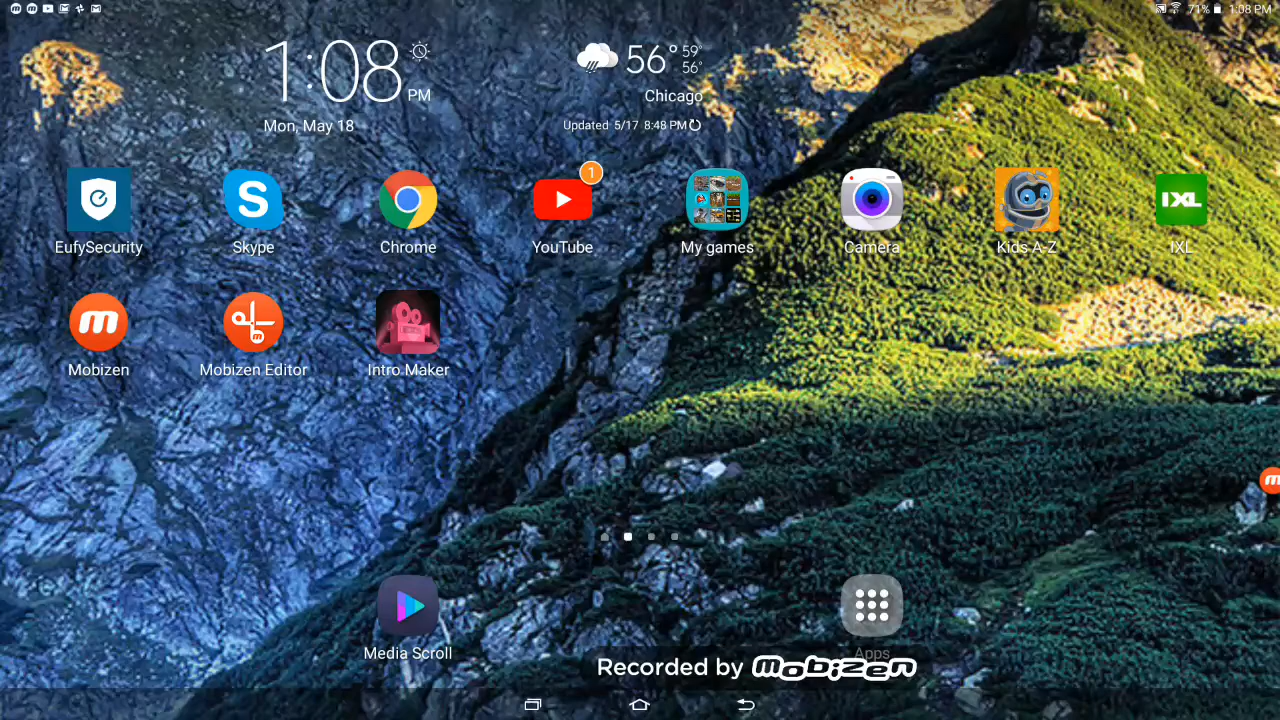 71% 1:08 PM
1:08 PM
Mon, May 18
56° 59°
56°
Chicago
Updated 5/17 8:48 PM
EufySecurity
S
Skype
Chrome
1
YouTube
My games
Camera
Kids A-Z
IXL
IXL
m
Mobizen
m
Mobizen Editor
Intro Maker
m
Media Scroll
Apps
Recorded by mobizen